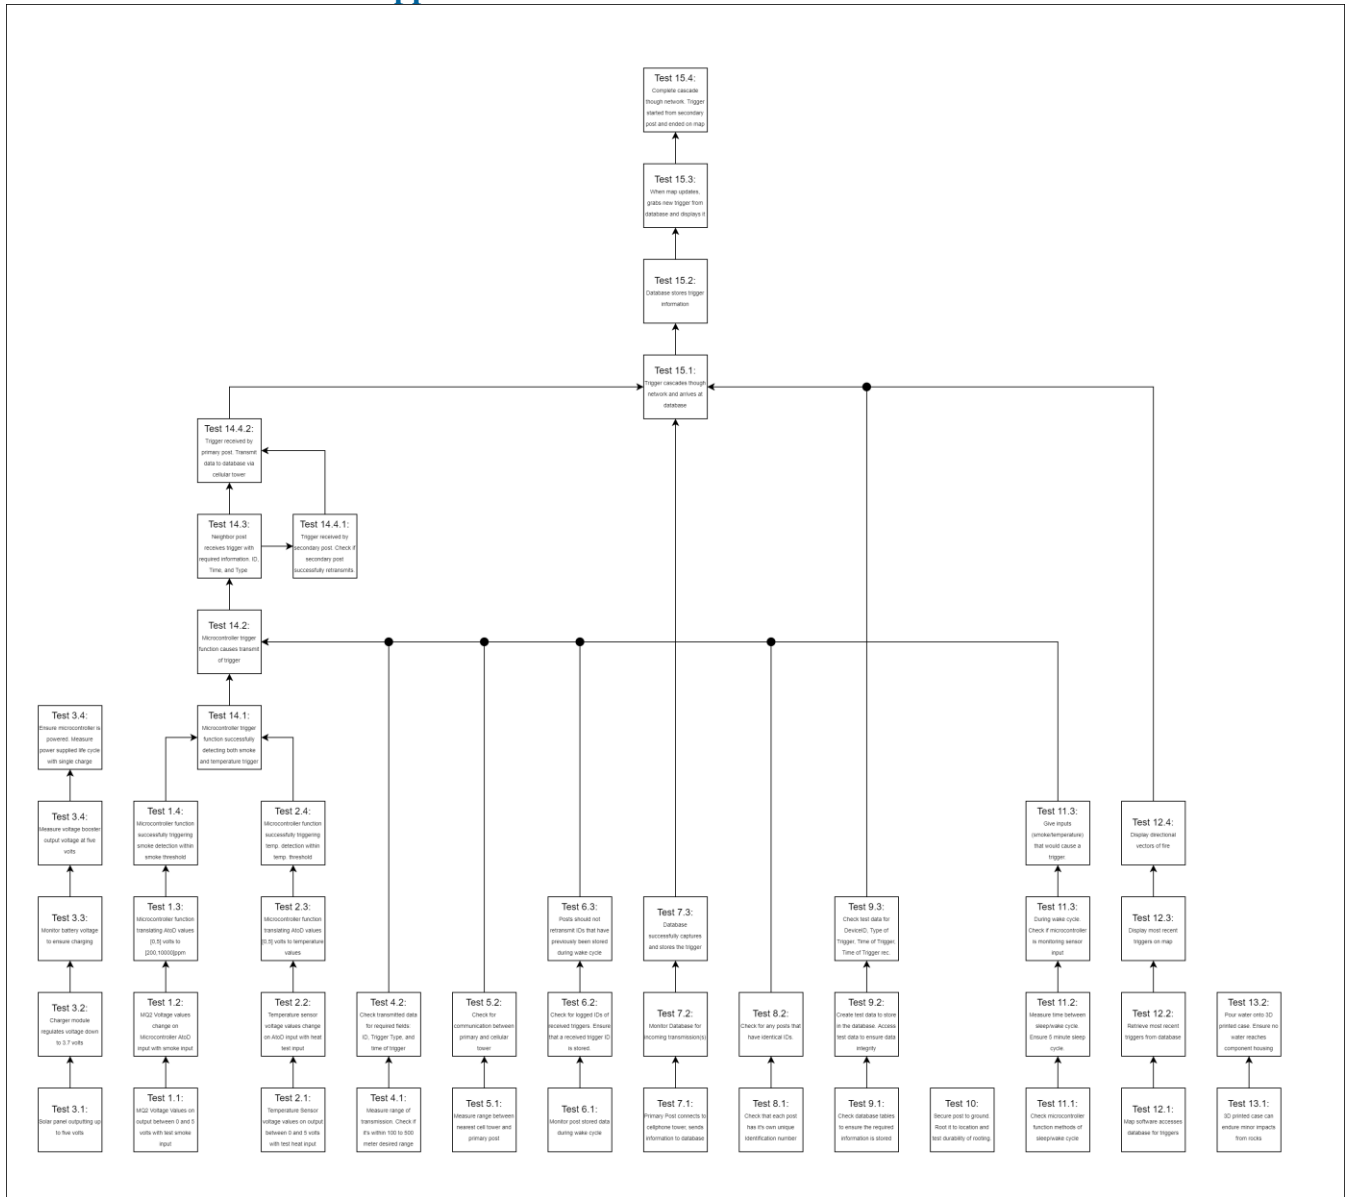 Test 15.4:
Complete cascade
though network. Trigger
started from secondary
post and ended on map
Test 15.3:
When map updates,
grabs new trigger from
database and displays it
Test 15.2:
Database stores trigger
information
Test 15.1:
Trigger cascades though
network and arrives at
database
Test 14.4.2:
Trigger received by
primary post. Transmit
data to database via
cellular tower
Test 14.3:
Neighbor post
receives trigger with
required information: ID,
Time, and Type
Test 14.4.1:
Trigger received by
secondary post. Check if
secondary post
successfully retransmits.
Test 14.2:
Microcontroller trigger
function causes transmit
of trigger
Test 3.4:
Ensure microcontroller is
powered. Measure
power supplied life cycle
with single charge
Test 14.1:
Microcontroller trigger
function successfully
detecting both smoke
and temperature trigger
Test 3.4:
Measure voltage booster
output voltage at five
volts
Test 1.4:
Microcontroller function
successfully triggering
smoke detection within
smoke threshold
Test 2.4:
Microcontroller function
successfully triggering
temp. detection within
temp. threshold
Test 11.3:
Give inputs
(smoke/temperature)
that would cause a
trigger.
Test 12.4:
Display directional
vectors of fire
Test 3.3:
Monitor battery voltage
to ensure charging
Test 1.3:
Microcontroller function
translating AtoD values
[0,5] volts to
[200,10000]ppm
Test 2.3:
Microcontroller function
translating AtoD values
[0,5] volts to temperature
values
Test 6.3:
Posts should not
retransmit IDs that have
previously been stored
during wake cycle
Test 7.3:
Database
successfully captures
and stores the trigger
Test 9.3:
Check test data for
DeviceID, Type of
Trigger, Time of Trigger,
Time of Trigger rec.
Test 11.3:
During wake cycle.
Check if microcontroller
is monitoring sensor
input
Test 12.3:
Display most recent
triggers on map
Test 3.2:
Charger module
regulates voltage down
to 3.7 volts
Test 1.2:
MQ2 Voltage values
change on
Microcontroller AtoD
input with smoke input
Test 2.2:
Temperature sensor
voltage values change
on AtoD input with heat
test input
Test 4.2:
Check transmitted data
for required fields:
ID, Trigger Type, and
time of trigger
Test 5.2:
Check for
communication between
primary and cellular
tower
Test 6.2:
Check for logged IDs of
received triggers. Ensure
that a received trigger ID
is stored.
Test 7.2:
Monitor Database for
incoming transmission(s)
Test 8.2:
Check for any posts that
have identical IDs.
Test 9.2:
Create test data to store
in the database. Access
test data to ensure data
integrity
Test 11.2:
Measure time between
sleep/wake cycle.
Ensure 5 minute sleep
cycle.
Test 12.2:
Retrieve most recent
triggers from database
Test 13.2:
Pour water onto 3D
printed case. Ensure no
water reaches
component housing
Test 3.1:
Solar panel outputting up
to five volts
Test 1.1:
MQ2 Voltage Values on
output between 0 and 5
volts with test smoke
input
Test 2.1:
Temperature Sensor
voltage values on output
between 0 and 5 volts
with test heat input
Test 4.1:
Measure range of
transmission. Check if
it's within 100 to 500
meter desired range
Test 5.1:
Measure range between
nearest cell tower and
primary post
Test 6.1:
Monitor post stored data
during wake cycle
Test 7.1:
Primary Post connects to
cellphone tower, sends
information to database
Test 8.1:
Check that each post
has it's own unique
identification number
Test 9.1:
Check database tables
to ensure the required
information is stored
Test 10:
Secure post to ground.
Root it to location and
test durability of rooting.
Test 11.1:
Check microcontroller
function methods of
sleep/wake cycle
Test 12.1:
Map software accesses
database for triggers
Test 13.1:
3D printed case can
endure minor impacts
from rocks